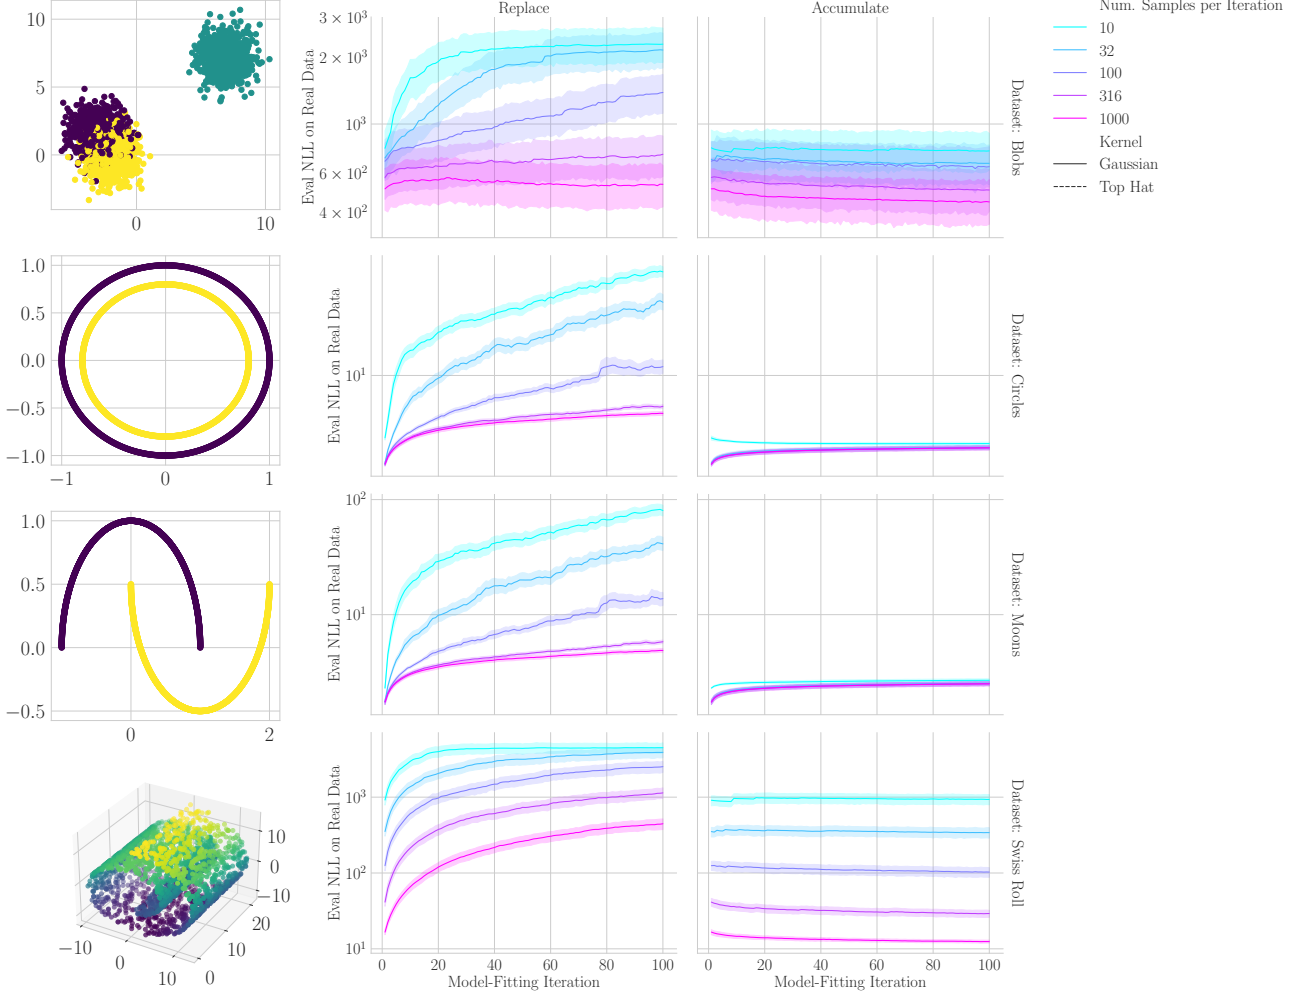 Replace
Accumulate
Num. Samples per Iteration
10
32
100
316
1000
Kernel
Gaussian
Top Hat
10
5
0
0
10
Eval NLL on Real Data
3 × 10³
2 × 10³
10³
6 × 10²
4 × 10²
Dataset: Blobs
1.0
0.5
0.0
−0.5
−1.0
−1
0
1
Eval NLL on Real Data
10¹
Dataset: Circles
1.0
0.5
0.0
−0.5
0
2
Eval NLL on Real Data
10²
10¹
Dataset: Moons
−10
0
10
0
10
20
−10
0
10
Eval NLL on Real Data
10³
10²
10¹
Dataset: Swiss Roll
0
20
40
60
80
100
Model-Fitting Iteration
0
20
40
60
80
100
Model-Fitting Iteration